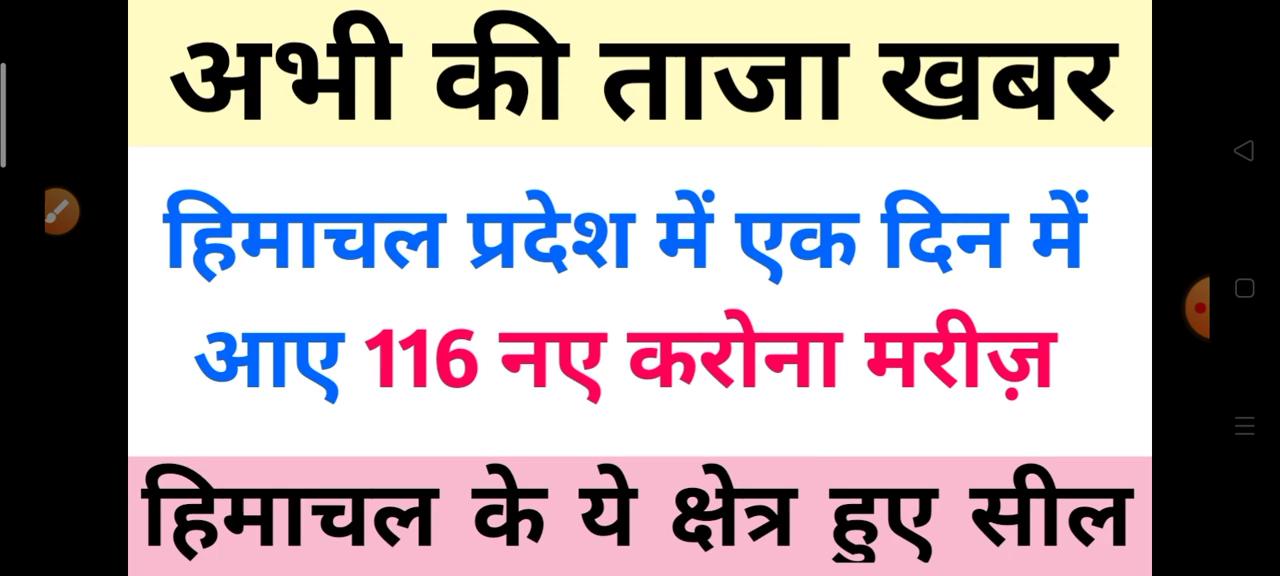 अभी की ताजा खबर
हिमाचल प्रदेश में एक दिन में
आए 116 नए करोना मरीज़
हिमाचल के ये क्षेत्र हुए सील